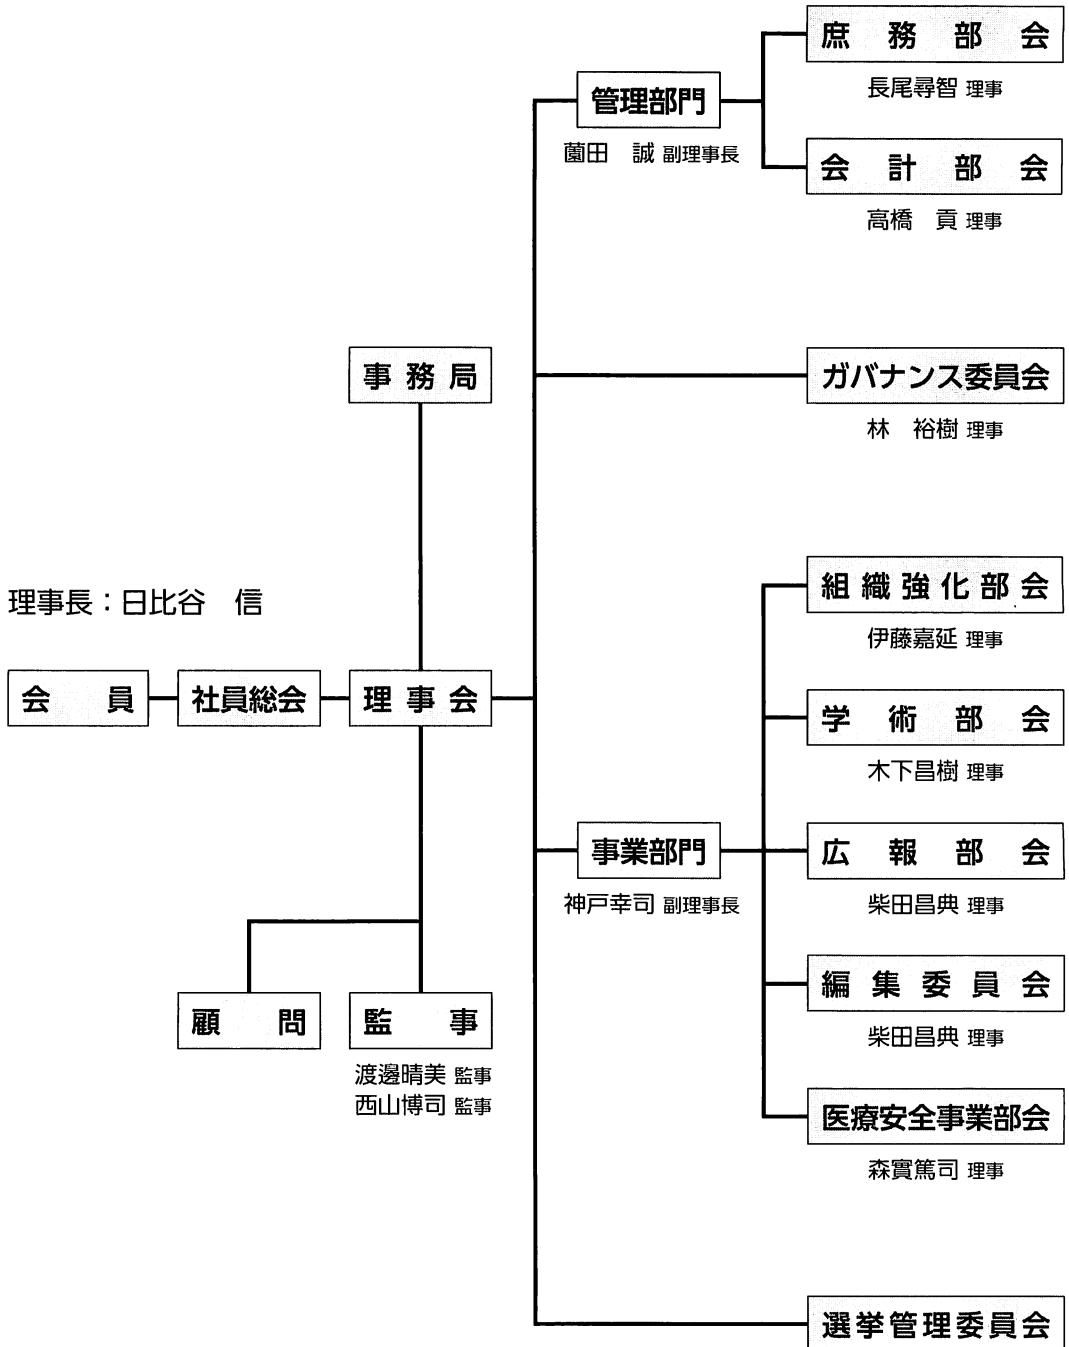 庶務部会
長尾尋智 理事
管理部門
薗田　誠 副理事長
会計部会
高橋　貢 理事
事務局
ガバナンス委員会
林　裕樹 理事
理事長：日比谷　信
組織強化部会
伊藤嘉延 理事
会員
社員総会
理事会
学術部会
木下昌樹 理事
事業部門
神戸幸司 副理事長
広報部会
柴田昌典 理事
編集委員会
柴田昌典 理事
顧問
監事
渡邊晴美 監事
西山博司 監事
医療安全事業部会
森實篤司 理事
選挙管理委員会